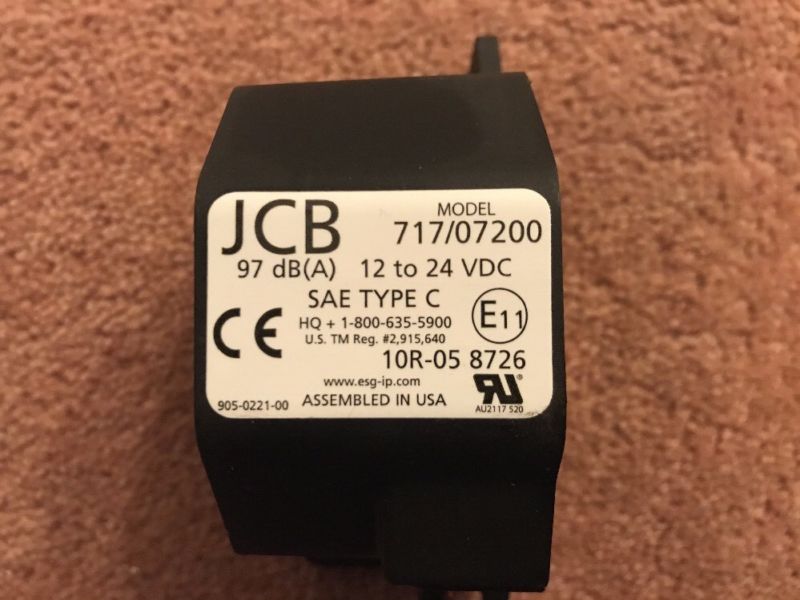 JCB
MODEL
717/07200
97 dB(A) 12 to 24 VDC
SAE TYPE C
CE
HQ + 1-800-635-5900
E11
U.S. TM Reg. #2,915,640
10R-05 8726
www.esg-ip.com
RU®
905-0221-00 ASSEMBLED IN USA
AU2117 S20